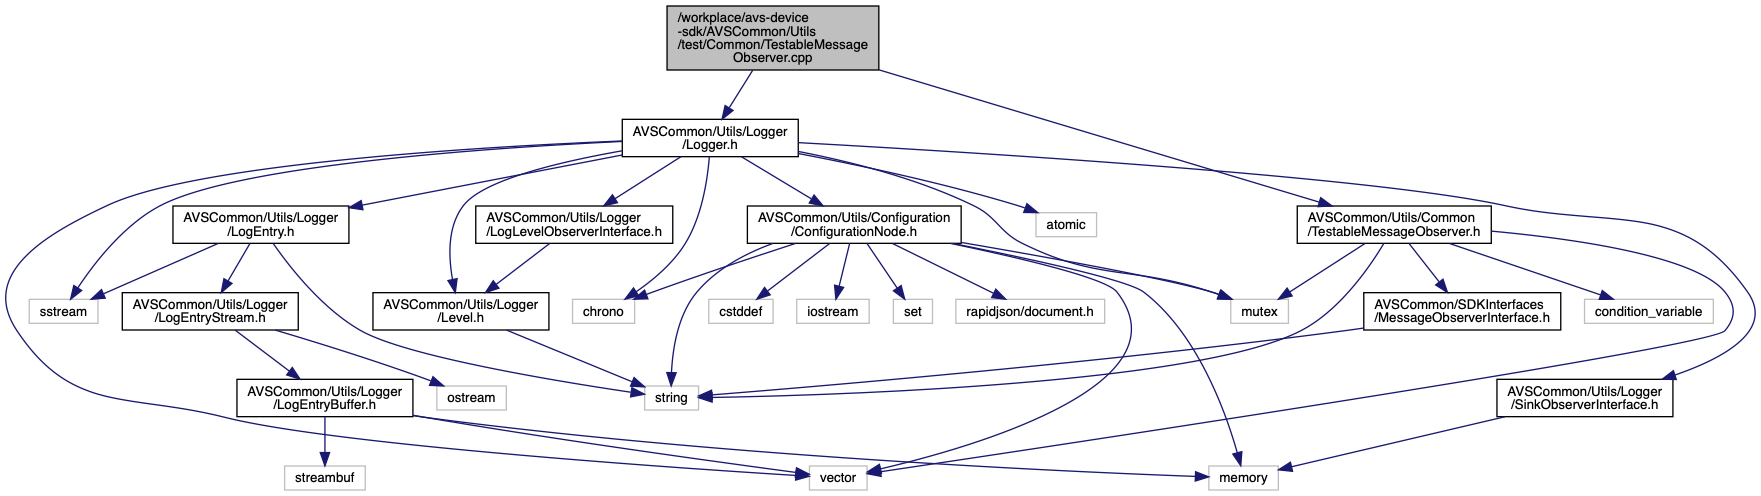 /workplace/avs-device
-sdk/AVSCommon/Utils
/test/Common/TestableMessage
Observer.cpp
AVSCommon/Utils/Logger
/Logger.h
AVSCommon/Utils/Logger
/LogEntry.h
AVSCommon/Utils/Logger
/LogLevelObserverInterface.h
AVSCommon/Utils/Configuration
/ConfigurationNode.h
atomic
AVSCommon/Utils/Common
/TestableMessageObserver.h
sstream
AVSCommon/Utils/Logger
/LogEntryStream.h
AVSCommon/Utils/Logger
/Level.h
chrono
cstddef
iostream
set
rapidjson/document.h
mutex
AVSCommon/SDKInterfaces
/MessageObserverInterface.h
condition_variable
AVSCommon/Utils/Logger
/LogEntryBuffer.h
ostream
string
AVSCommon/Utils/Logger
/SinkObserverInterface.h
streambuf
vector
memory